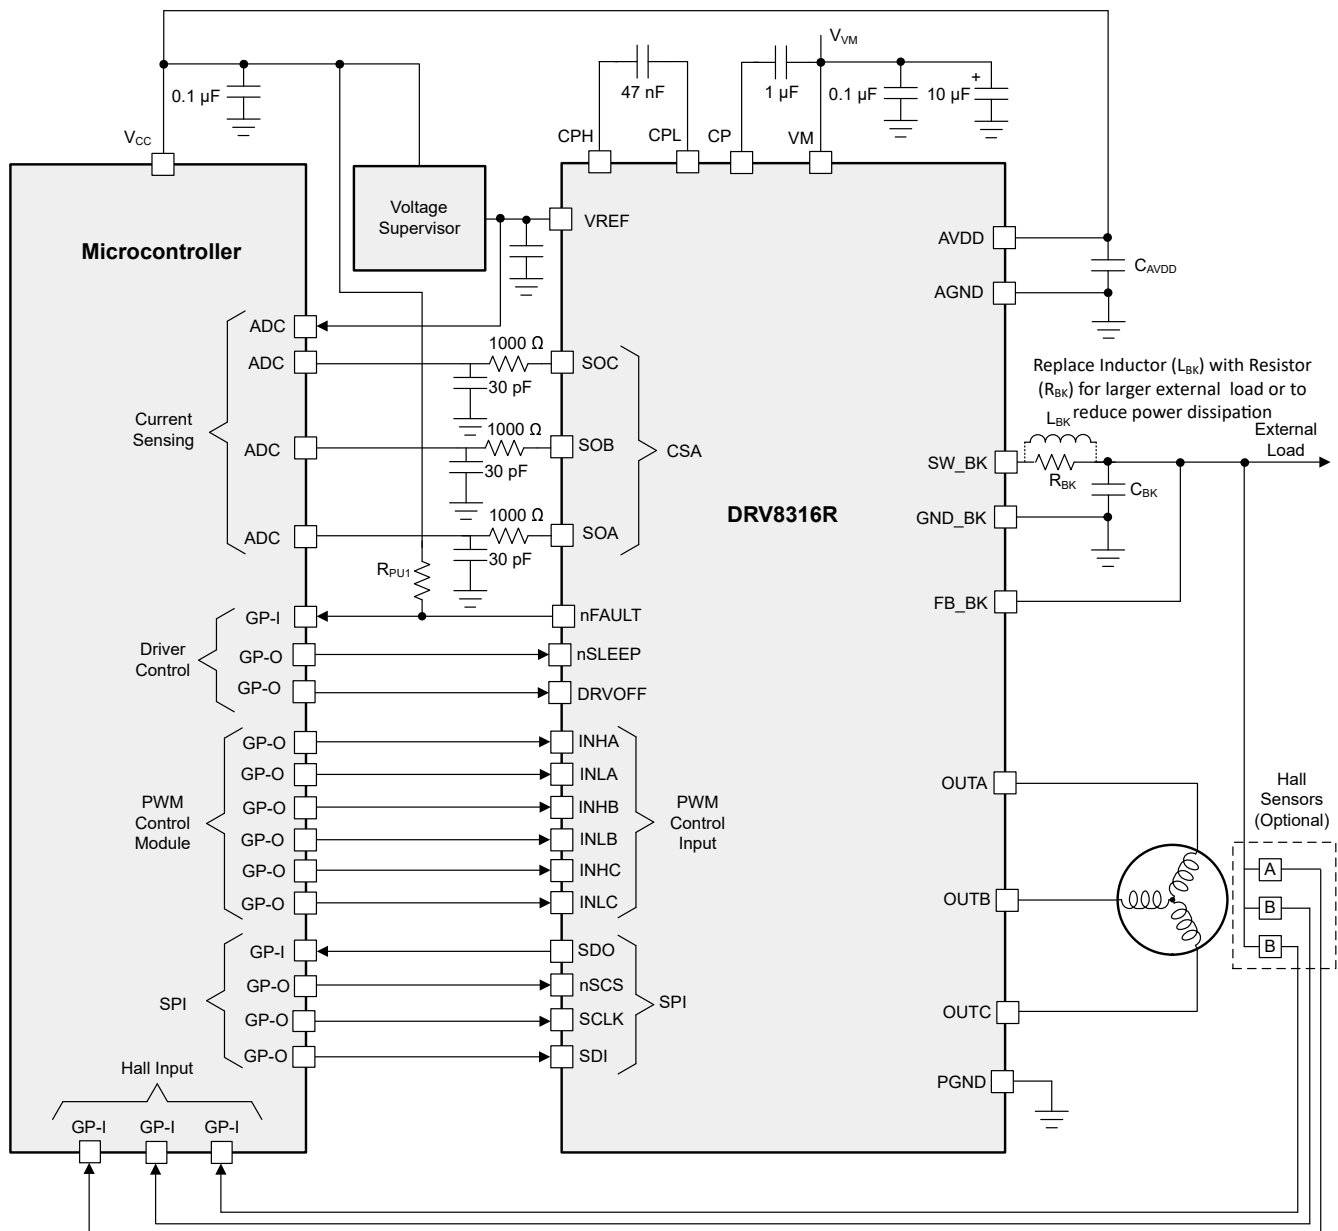 V_VM
0.1 µF
47 nF
1 µF
0.1 µF
+
10 µF
V_CC
CPH
CPL
CP
VM
Microcontroller
Voltage
Supervisor
VREF
AVDD
C_AVDD
AGND
ADC
ADC
ADC
ADC
Current
Sensing
1000 Ω
30 pF
1000 Ω
30 pF
1000 Ω
30 pF
SOC
SOB
SOA
CSA
DRV8316R
Replace Inductor (L_BK) with Resistor
(R_BK) for larger external load or to
reduce power dissipation
L_BK
External
Load
SW_BK
R_BK
C_BK
GND_BK
FB_BK
R_PU1
Driver
Control
GP-I
GP-O
GP-O
nFAULT
nSLEEP
DRVOFF
PWM
Control
Module
GP-O
GP-O
GP-O
GP-O
GP-O
GP-O
INHA
INLA
INHB
INLB
INHC
INLC
PWM
Control
Input
OUTA
OUTB
OUTC
Hall
Sensors
(Optional)
A
B
B
SPI
GP-I
GP-O
GP-O
GP-O
SDO
nSCS
SCLK
SDI
SPI
PGND
Hall Input
GP-I
GP-I
GP-I